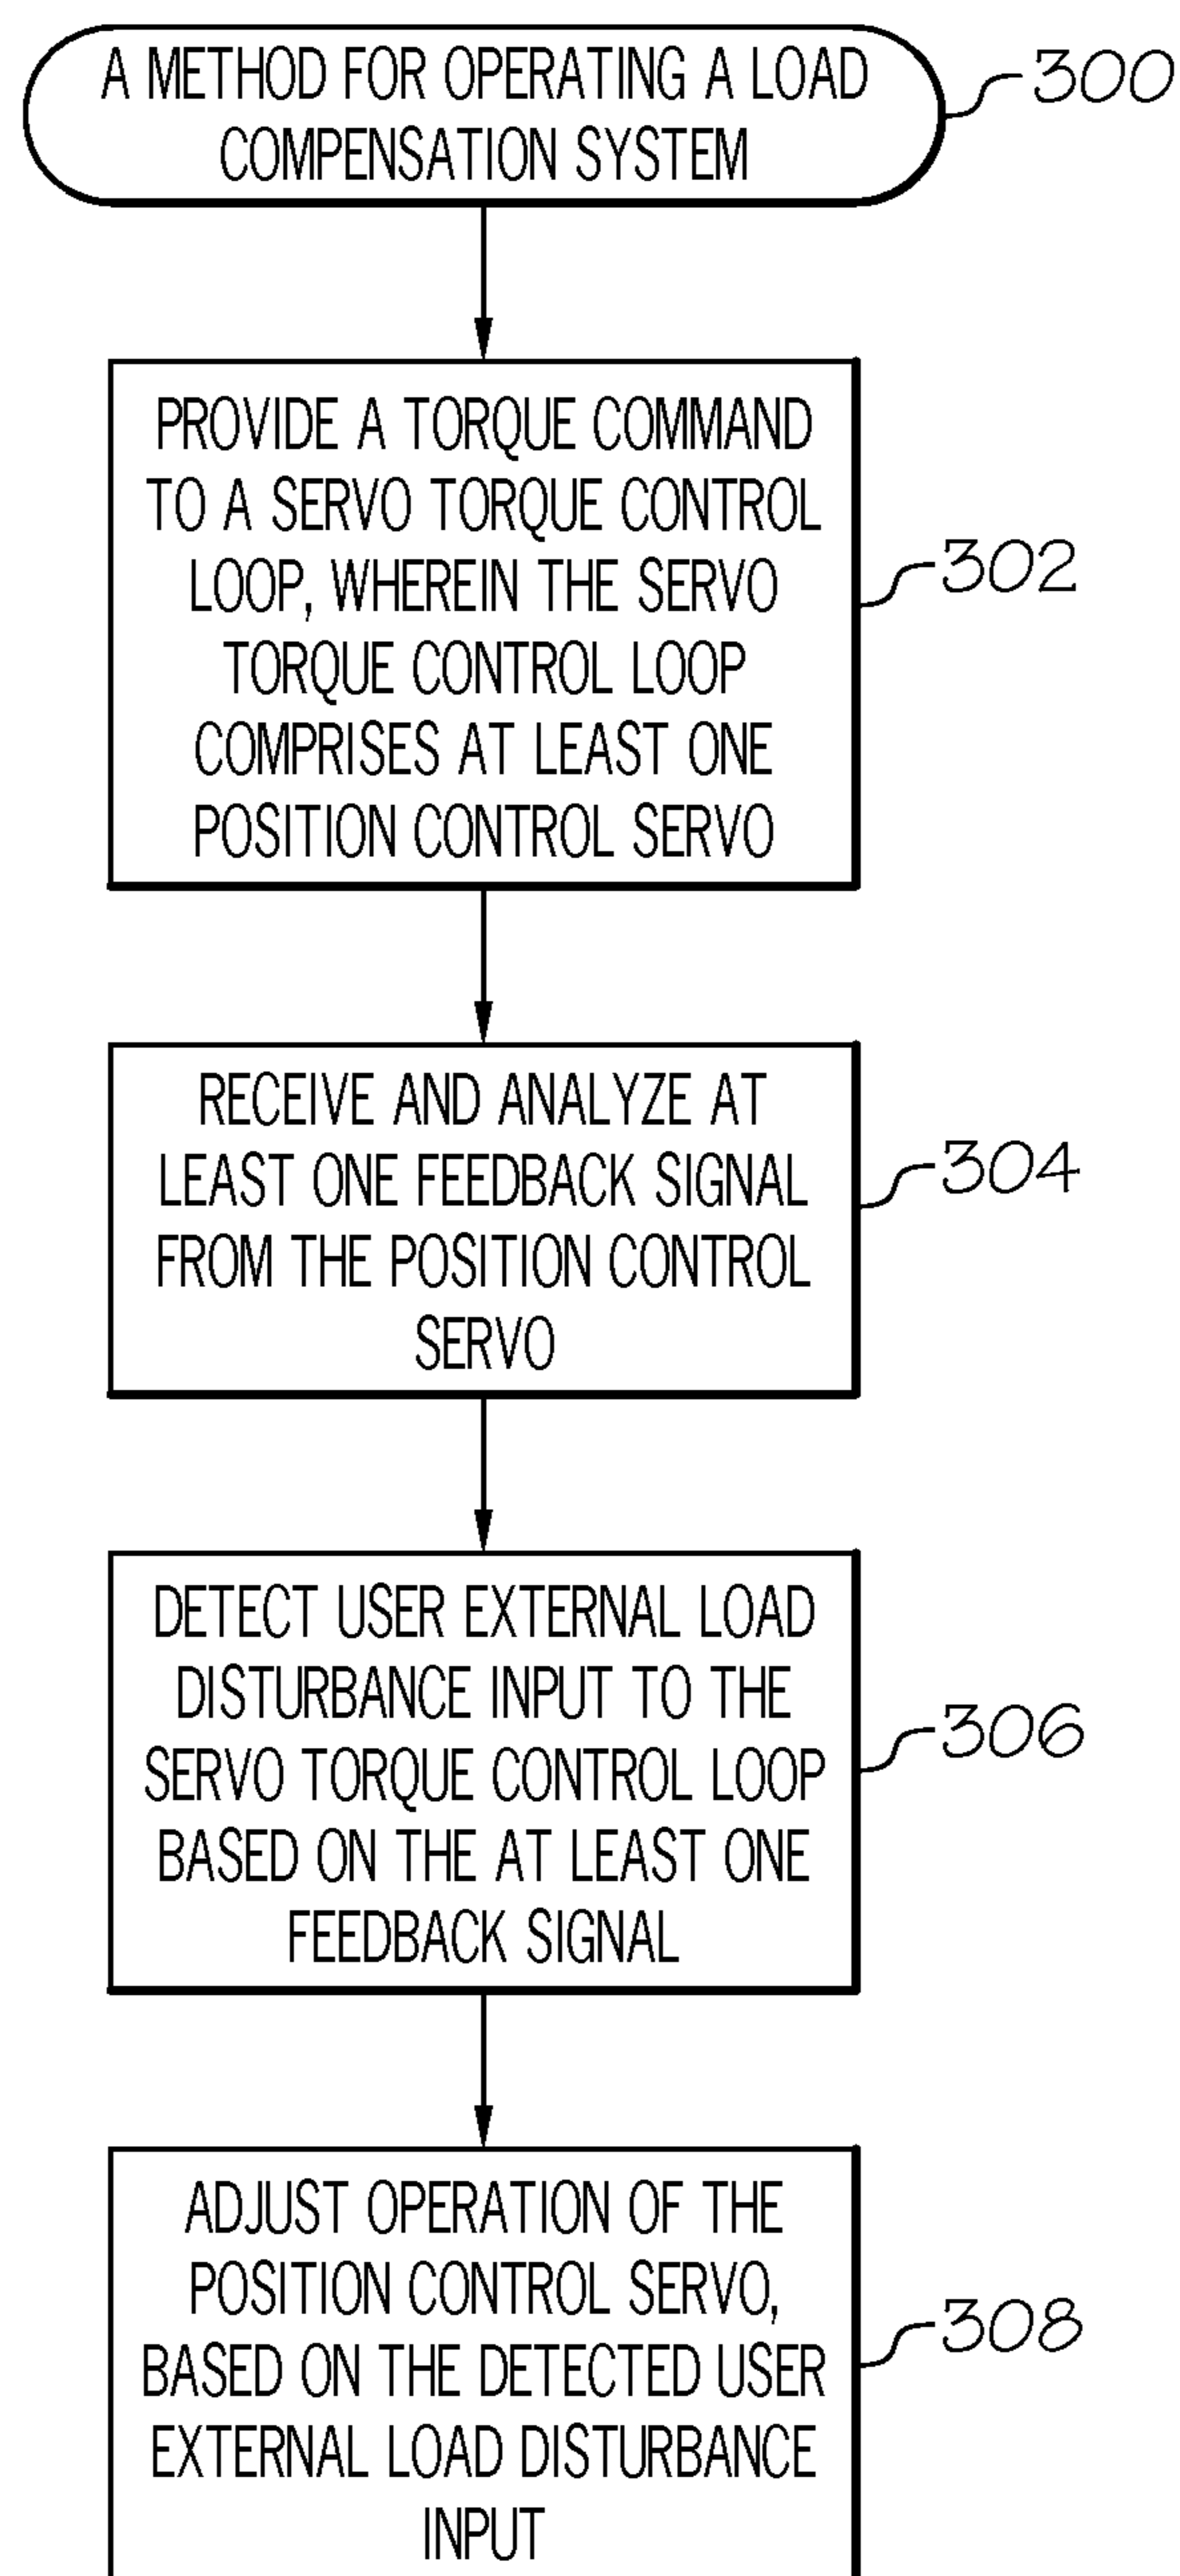 A METHOD FOR OPERATING A LOAD
COMPENSATION SYSTEM
300
PROVIDE A TORQUE COMMAND
TO A SERVO TORQUE CONTROL
LOOP, WHEREIN THE SERVO
TORQUE CONTROL LOOP
COMPRISES AT LEAST ONE
POSITION CONTROL SERVO
302
RECEIVE AND ANALYZE AT
LEAST ONE FEEDBACK SIGNAL
FROM THE POSITION CONTROL
SERVO
304
DETECT USER EXTERNAL LOAD
DISTURBANCE INPUT TO THE
SERVO TORQUE CONTROL LOOP
BASED ON THE AT LEAST ONE
FEEDBACK SIGNAL
306
ADJUST OPERATION OF THE
POSITION CONTROL SERVO,
BASED ON THE DETECTED USER
EXTERNAL LOAD DISTURBANCE
INPUT
308